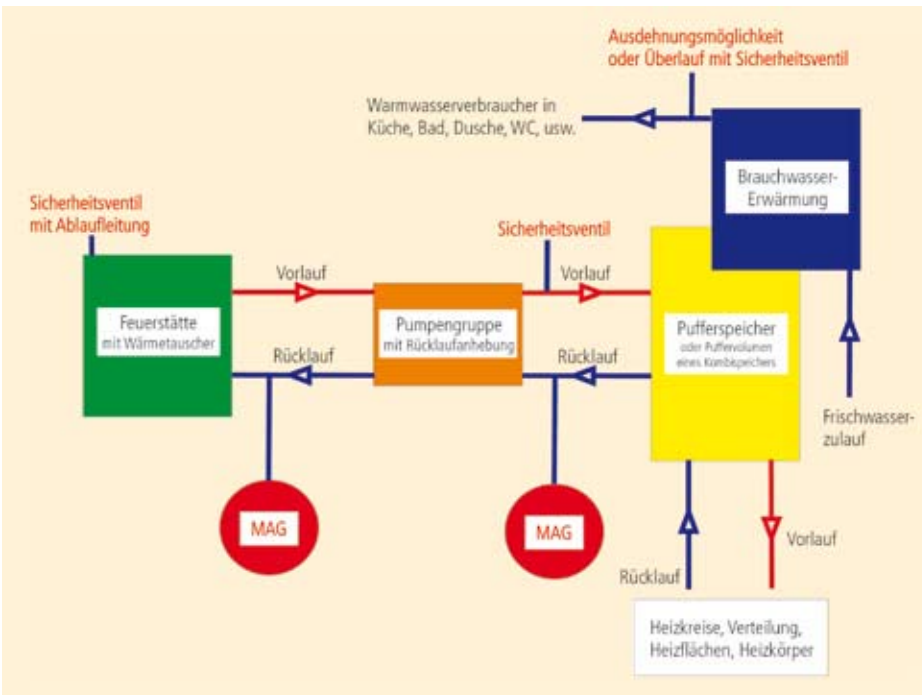 Ausdehnungsmöglichkeit
oder Überlauf mit Sicherheitsventil
Warmwasserverbraucher in
Küche, Bad, Dusche, WC, usw.
Brauchwasser-
Erwärmung
Sicherheitsventil
mit Ablaufleitung
Sicherheitsventil
Vorlauf
Vorlauf
Feuerstätte
mit Wärmetauscher
Pumpengruppe
mit Rücklaufanhebung
Pufferspeicher
oder Puffervolumen
eines Kombispeichers
Rücklauf
Rücklauf
Frischwasser-
zulauf
MAG
MAG
Vorlauf
Rücklauf
Heizkreise, Verteilung,
Heizflächen, Heizkörper